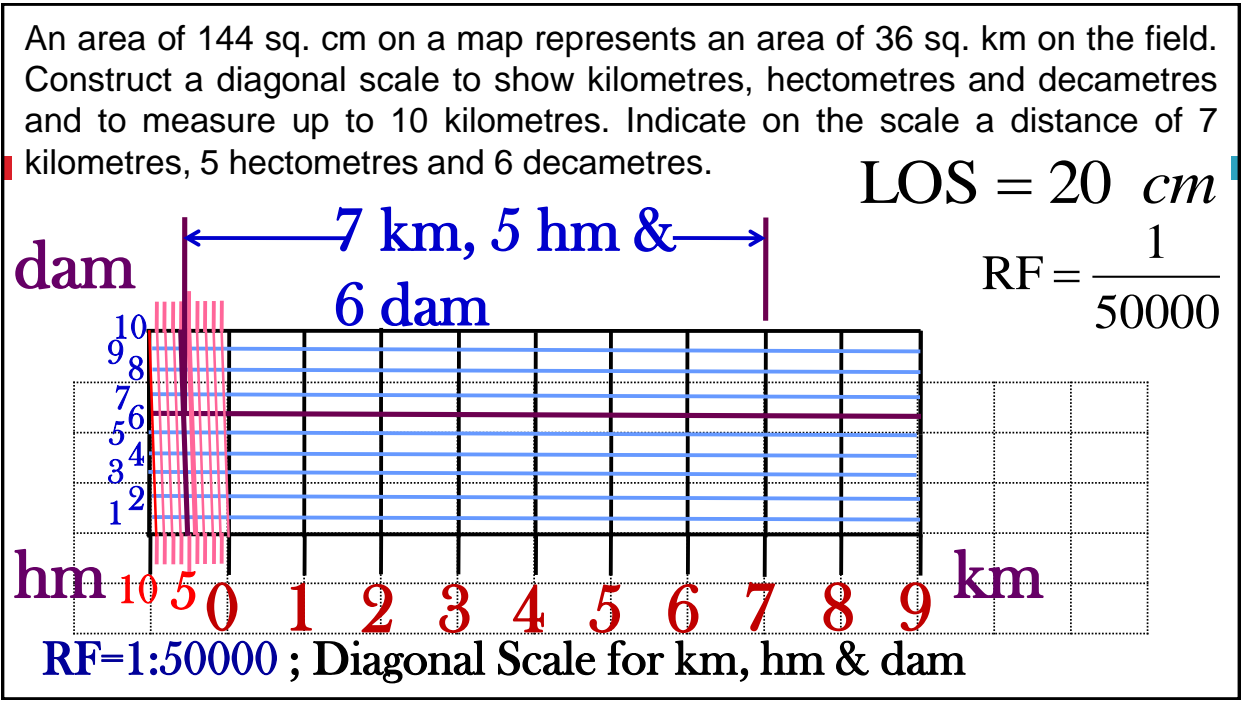 An area of 144 sq. cm on a map represents an area of 36 sq. km on the field.
Construct a diagonal scale to show kilometres, hectometres and decametres
and to measure up to 10 kilometres. Indicate on the scale a distance of 7
kilometres, 5 hectometres and 6 decametres.
LOS = 20 cm
RF = 1/50000
7 km, 5 hm &
6 dam
dam
10
9
8
7
6
5
4
3
2
1
hm
10 5 0 1 2 3 4 5 6 7 8 9
km
RF=1:50000 ; Diagonal Scale for km, hm & dam